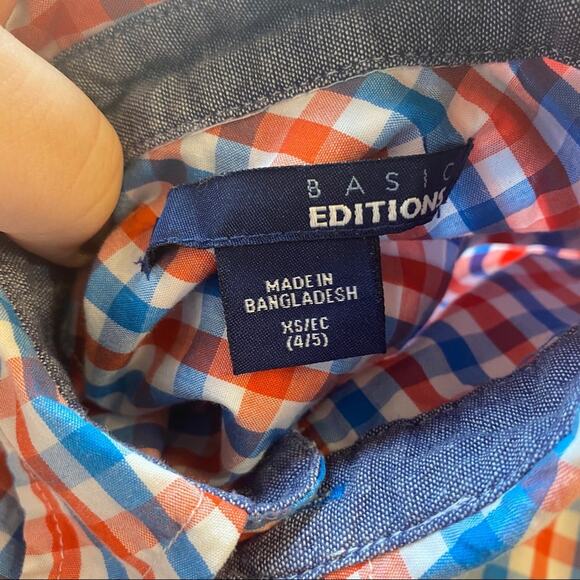 BASIC
EDITIONS
MADE IN
BANGLADESH
XS/EC
(4/5)